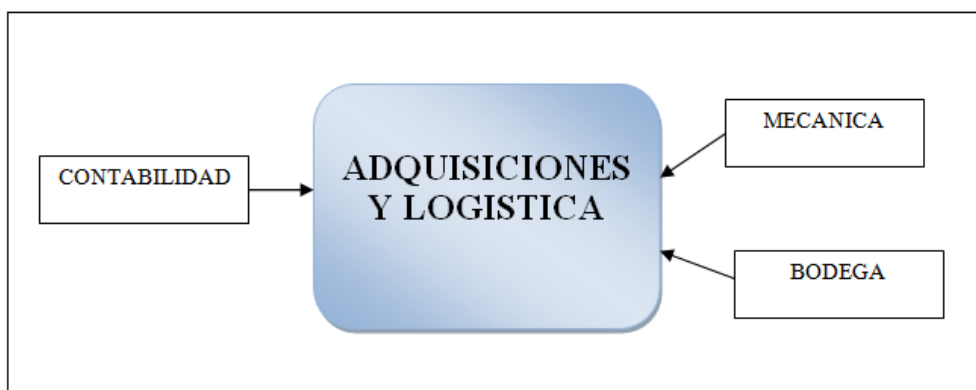 CONTABILIDAD
ADQUISICIONES
Y LOGISTICA
MECANICA
BODEGA